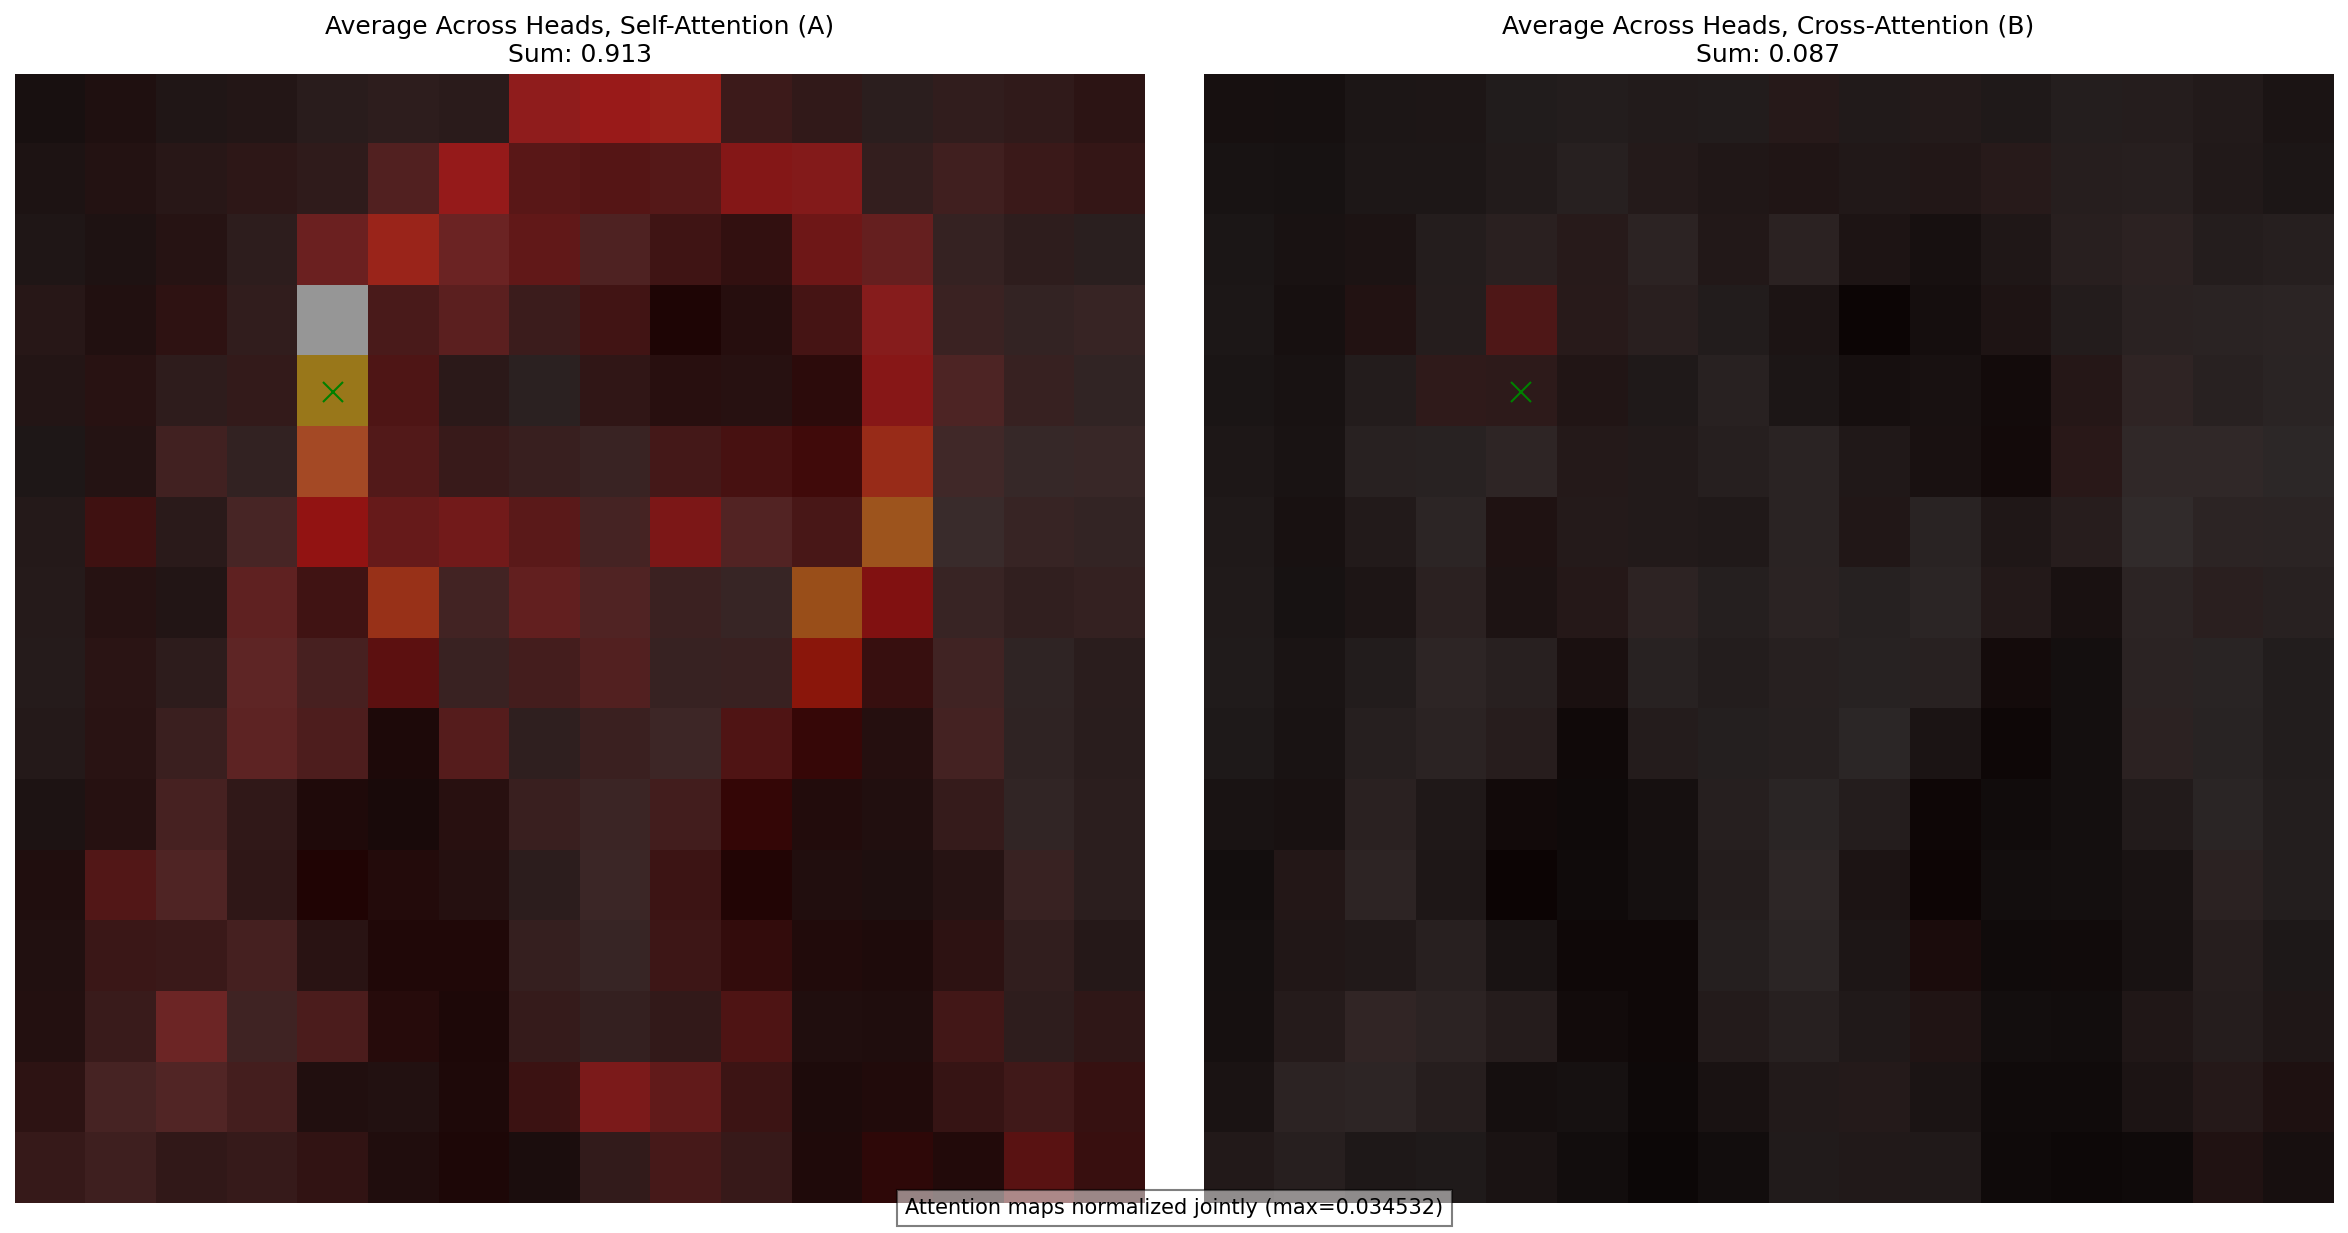 Average Across Heads, Self-Attention (A)
Sum: 0.913
Average Across Heads, Cross-Attention (B)
Sum: 0.087
Attention maps normalized jointly (max=0.034532)